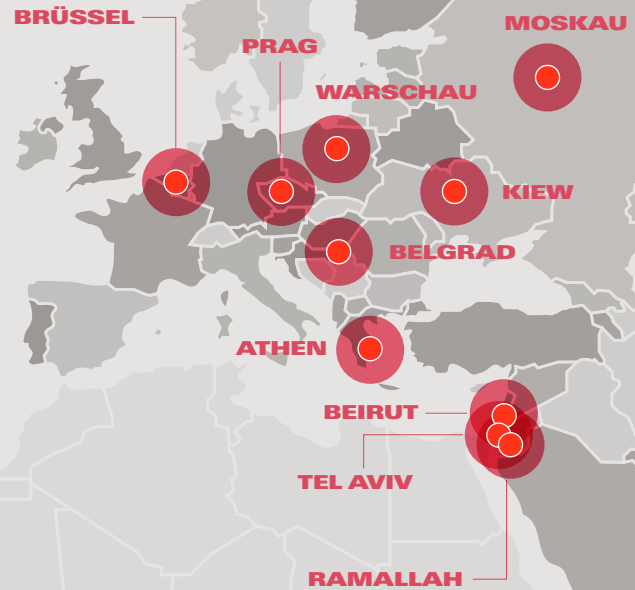 BRÜSSEL
MOSKAU
PRAG
WARSCHAU
KIEW
BELGRAD
ATHEN
BEIRUT
TEL AVIV
RAMALLAH